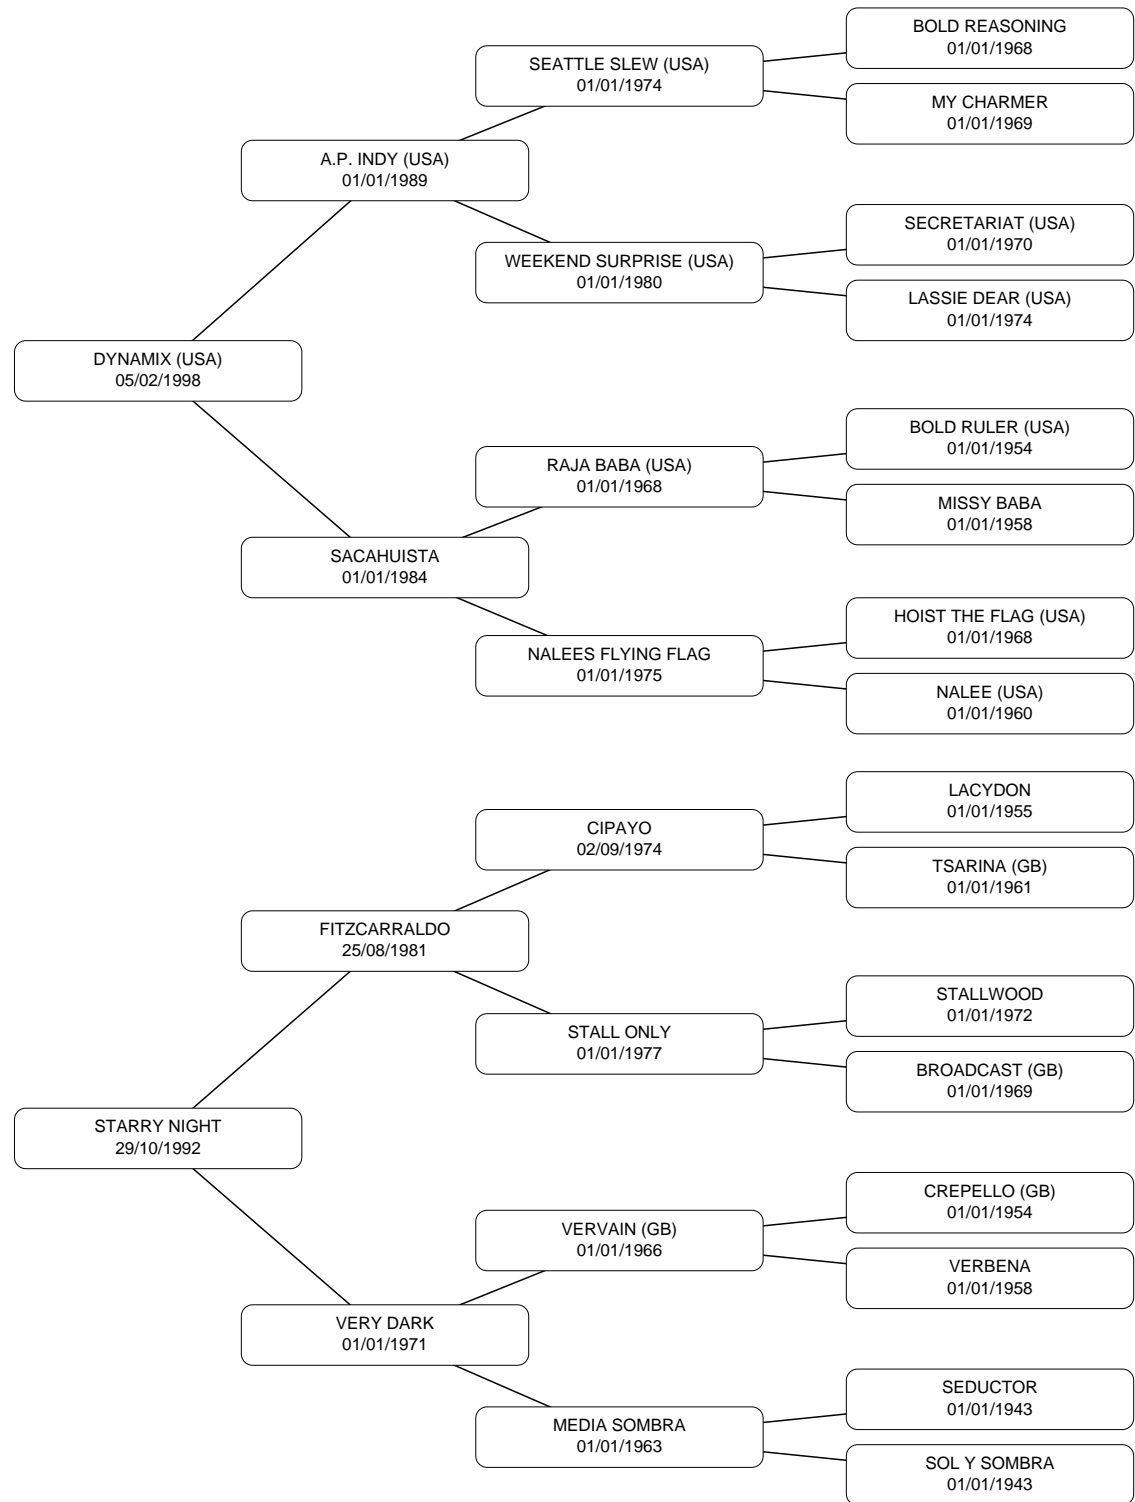 BOLD REASONING
01/01/1968
SEATTLE SLEW (USA)
01/01/1974
MY CHARMER
01/01/1969
A.P. INDY (USA)
01/01/1989
SECRETARIAT (USA)
01/01/1970
WEEKEND SURPRISE (USA)
01/01/1980
LASSIE DEAR (USA)
01/01/1974
DYNAMIX (USA)
05/02/1998
BOLD RULER (USA)
01/01/1954
RAJA BABA (USA)
01/01/1968
MISSY BABA
01/01/1958
SACAHUISTA
01/01/1984
HOIST THE FLAG (USA)
01/01/1968
NALEES FLYING FLAG
01/01/1975
NALEE (USA)
01/01/1960
LACYDON
01/01/1955
CIPAYO
02/09/1974
TSARINA (GB)
01/01/1961
FITZCARRALDO
25/08/1981
STALLWOOD
01/01/1972
STALL ONLY
01/01/1977
BROADCAST (GB)
01/01/1969
STARRY NIGHT
29/10/1992
CREPELLO (GB)
01/01/1954
VERVAIN (GB)
01/01/1966
VERBENA
01/01/1958
VERY DARK
01/01/1971
SEDUCTOR
01/01/1943
MEDIA SOMBRA
01/01/1963
SOL Y SOMBRA
01/01/1943